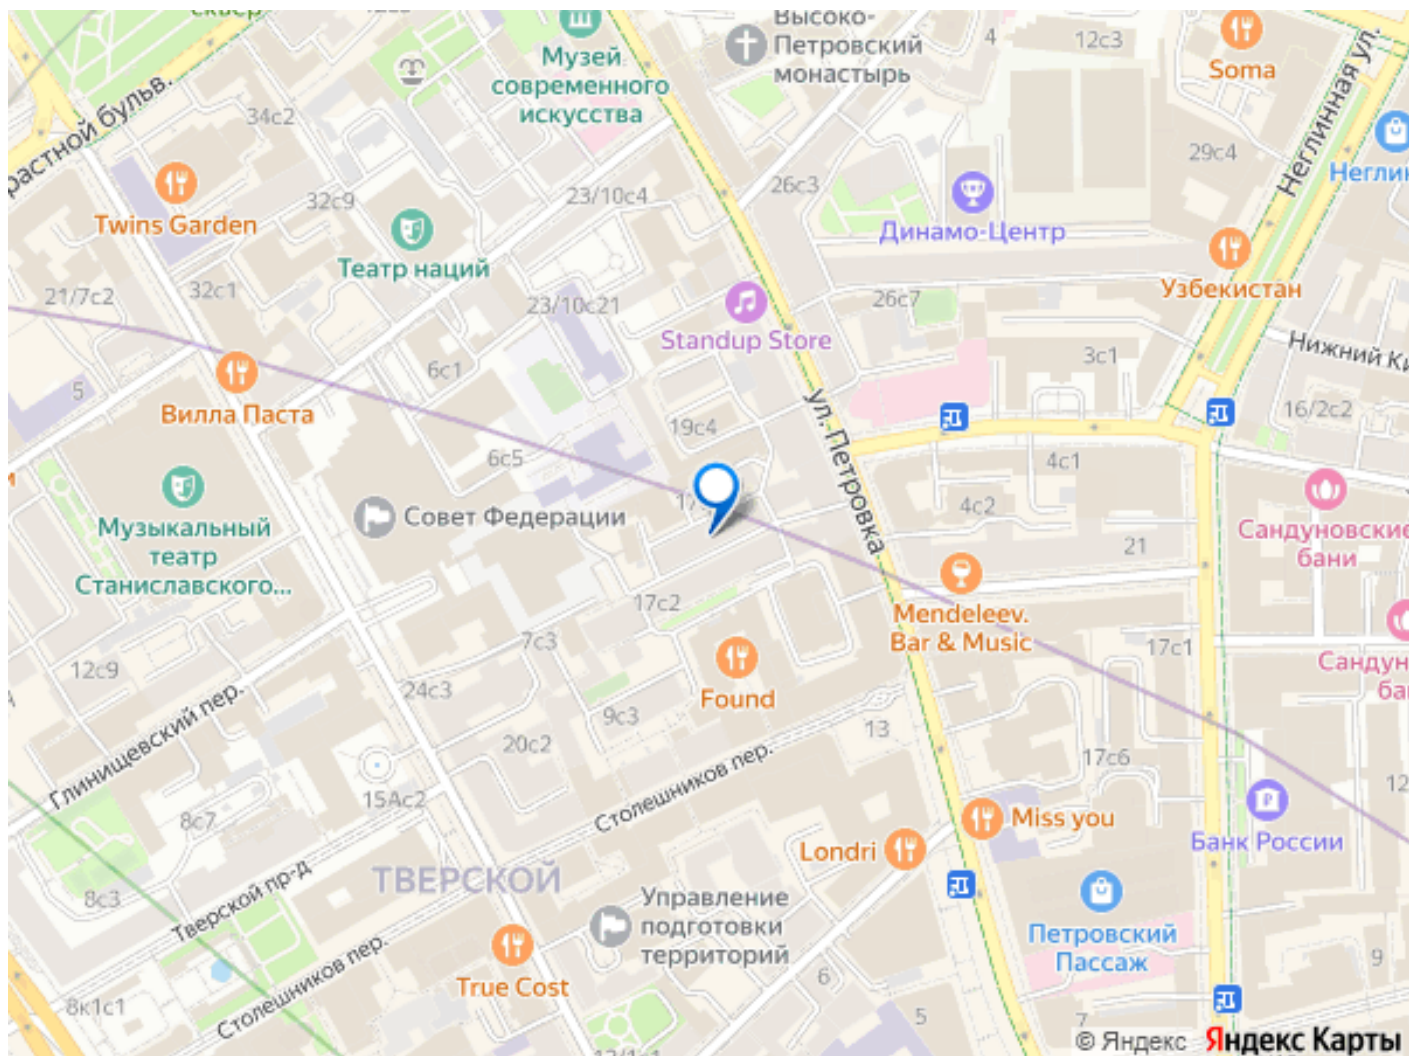 12с2
Музей
современного
искусства
Высоко-
Петровский
монастырь
4
12с3
Soma
Неглинная ул.
34с2
29с4
Неглин
растной бульв.
Twins Garden
32с9
23/10с4
26с3
Динамо-Центр
Театр наций
21/7с2
32с1
23/10с21
Standup Store
26с7
Узбекистан
Нижний Ки
6с1
3с1
5
Вилла Паста
16/2с2
19с4
ул. Петровка
6с5
4с1
4с2
Совет Федерации
Музыкальный
театр
Станиславского...
Сандуновские
бани
21
17с2
Mendeleev.
Bar & Music
7с3
17с1
12с9
24с3
Found
Сандун
ба
Глинищевский пер.
9с3
20с2
13
17с6
Столешников пер.
15Ас2
8с7
12
Londri
Miss you
Банк России
ТВЕРСКОЙ
8с3
Тверской пр-д
Управление
подготовки
территорий
Петровский
Пассаж
True Cost
6
9
8к1с1
Столешников пер.
5
7
© Яндекс Яндекс Карты